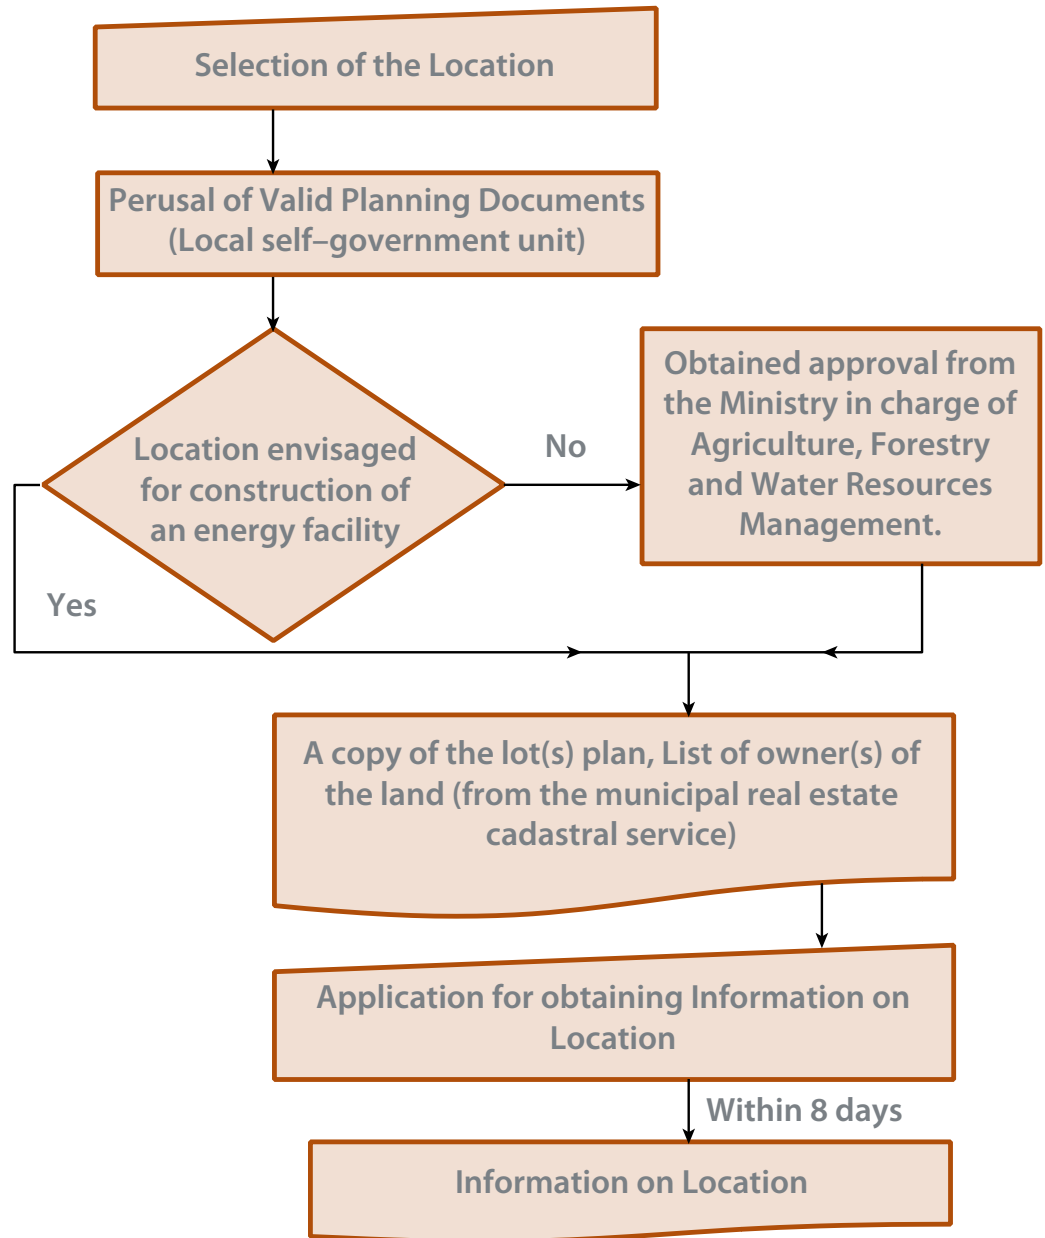 Selection of the Location
Perusal of Valid Planning Documents
(Local self–government unit)
Location envisaged
for construction of
an energy facility
No
Obtained approval from
the Ministry in charge of
Agriculture, Forestry
and Water Resources
Management.
Yes
A copy of the lot(s) plan, List of owner(s) of
the land (from the municipal real estate
cadastral service)
Application for obtaining Information on
Location
Within 8 days
Information on Location